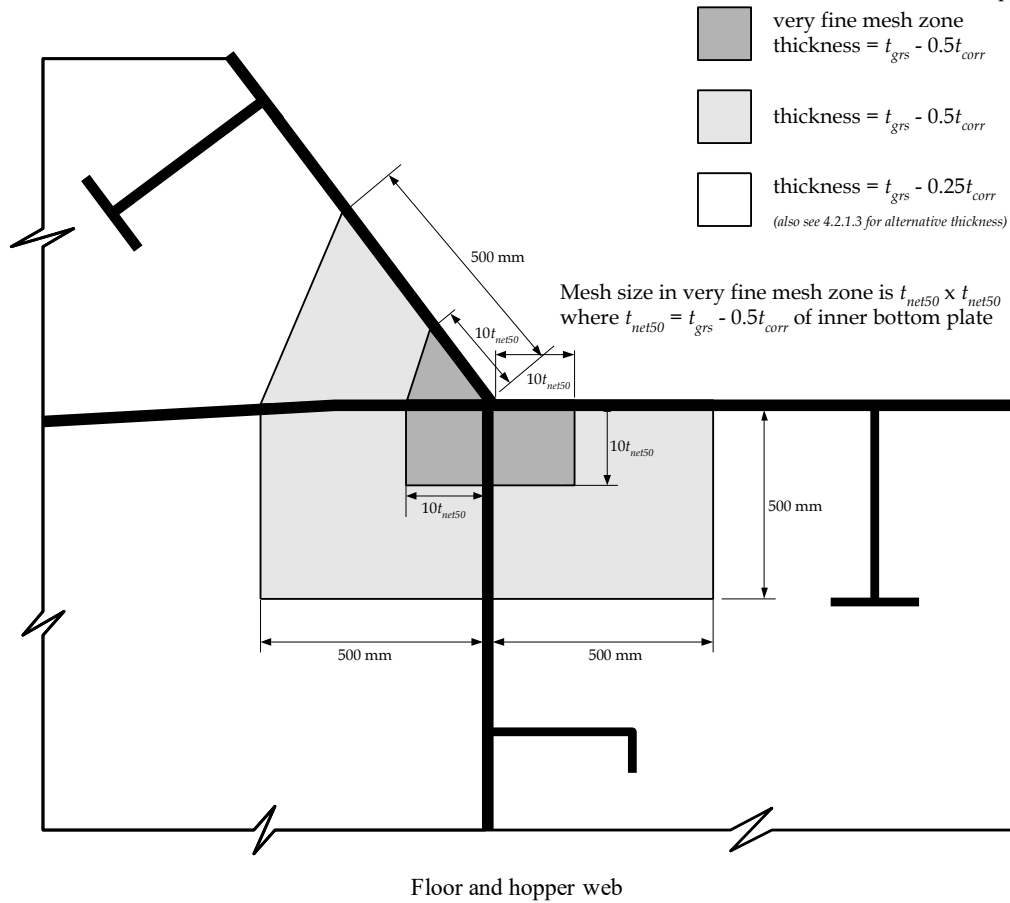 very fine mesh zone
thickness = t_grs - 0.5t_corr
thickness = t_grs - 0.5t_corr
thickness = t_grs - 0.25t_corr
(also see 4.2.1.3 for alternative thickness)
500 mm
Mesh size in very fine mesh zone is t_net50 x t_net50
where t_net50 = t_grs - 0.5t_corr of inner bottom plate
10t_net50
10t_net50
10t_net50
10t_net50
500 mm
500 mm
500 mm
Floor and hopper web